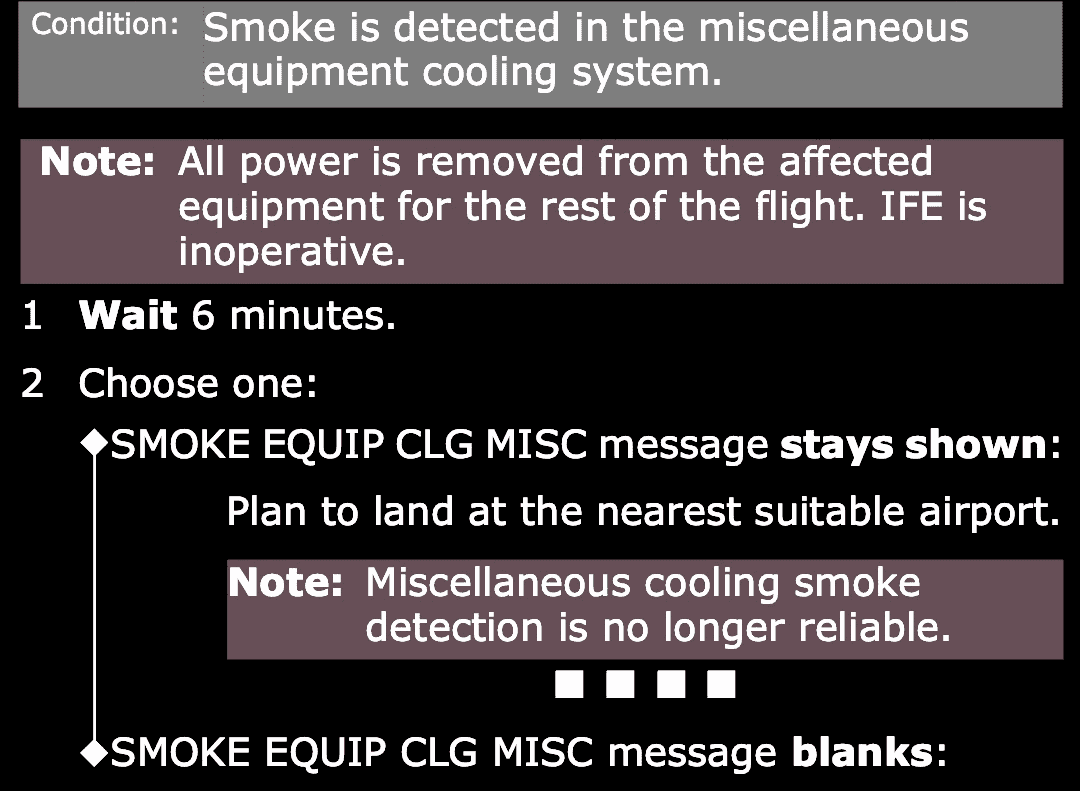 Condition: Smoke is detected in the miscellaneous
equipment cooling system.
Note: All power is removed from the affected
equipment for the rest of the flight. IFE is
inoperative.
1 Wait 6 minutes.
2 Choose one:
SMOKE EQUIP CLG MISC message stays shown:
Plan to land at the nearest suitable airport.
Note: Miscellaneous cooling smoke
detection is no longer reliable.
SMOKE EQUIP CLG MISC message blanks: